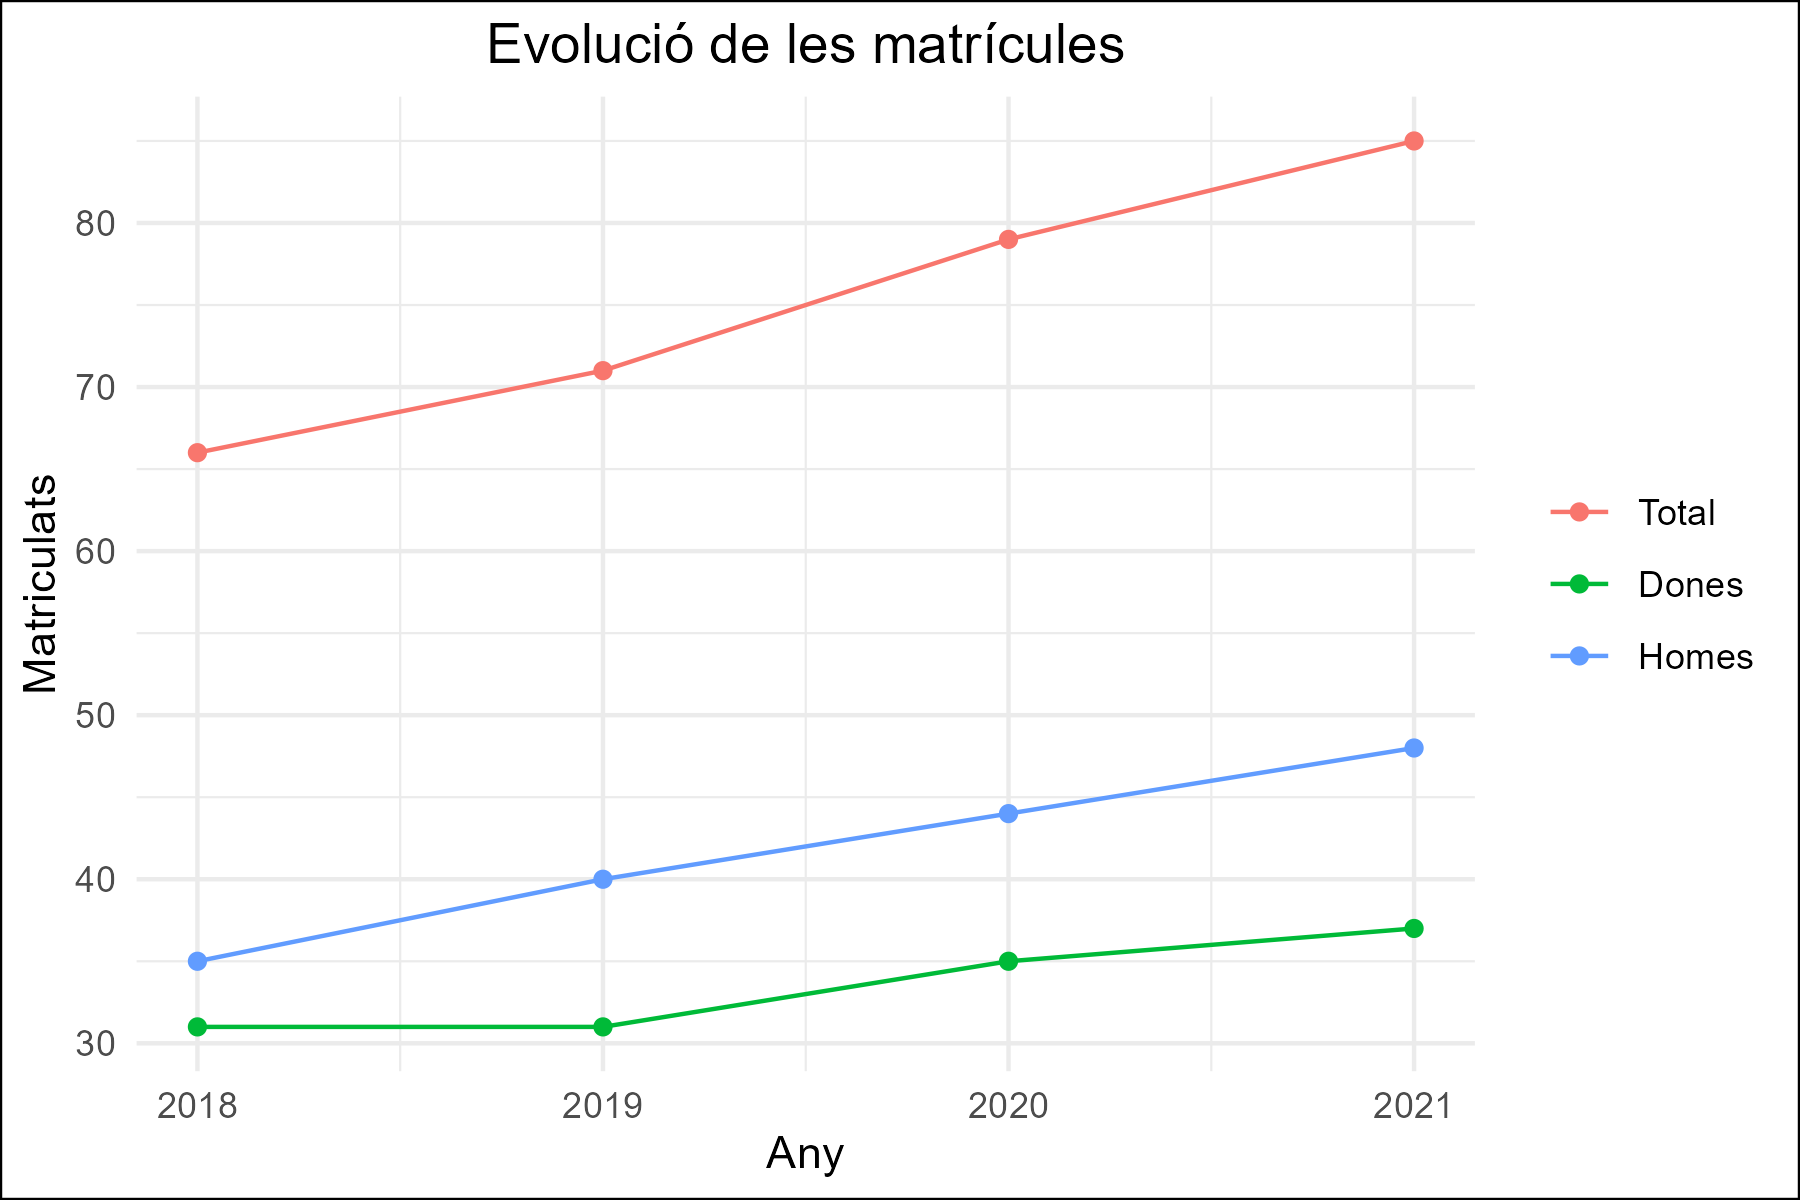 Evolució de les matrícules
Matriculats
80
70
60
50
40
30
2018 2019 2020 2021
Any
Total
Dones
Homes